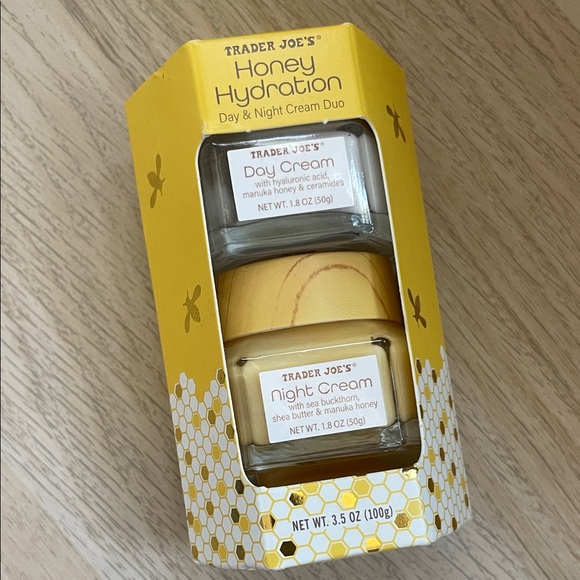 TRADER JOE'S®
Honey
Hydration
Day & Night Cream Duo
TRADER JOE'S®
Day Cream
with hyaluronic acid,
manuka honey & ceramides
NET WT. 1.8 OZ (50g)
TRADER JOE'S®
Night Cream
with sea buckthorn,
shea butter & manuka honey
NET WT. 1.8 OZ (50g)
NET WT. 3.5 OZ (100g)